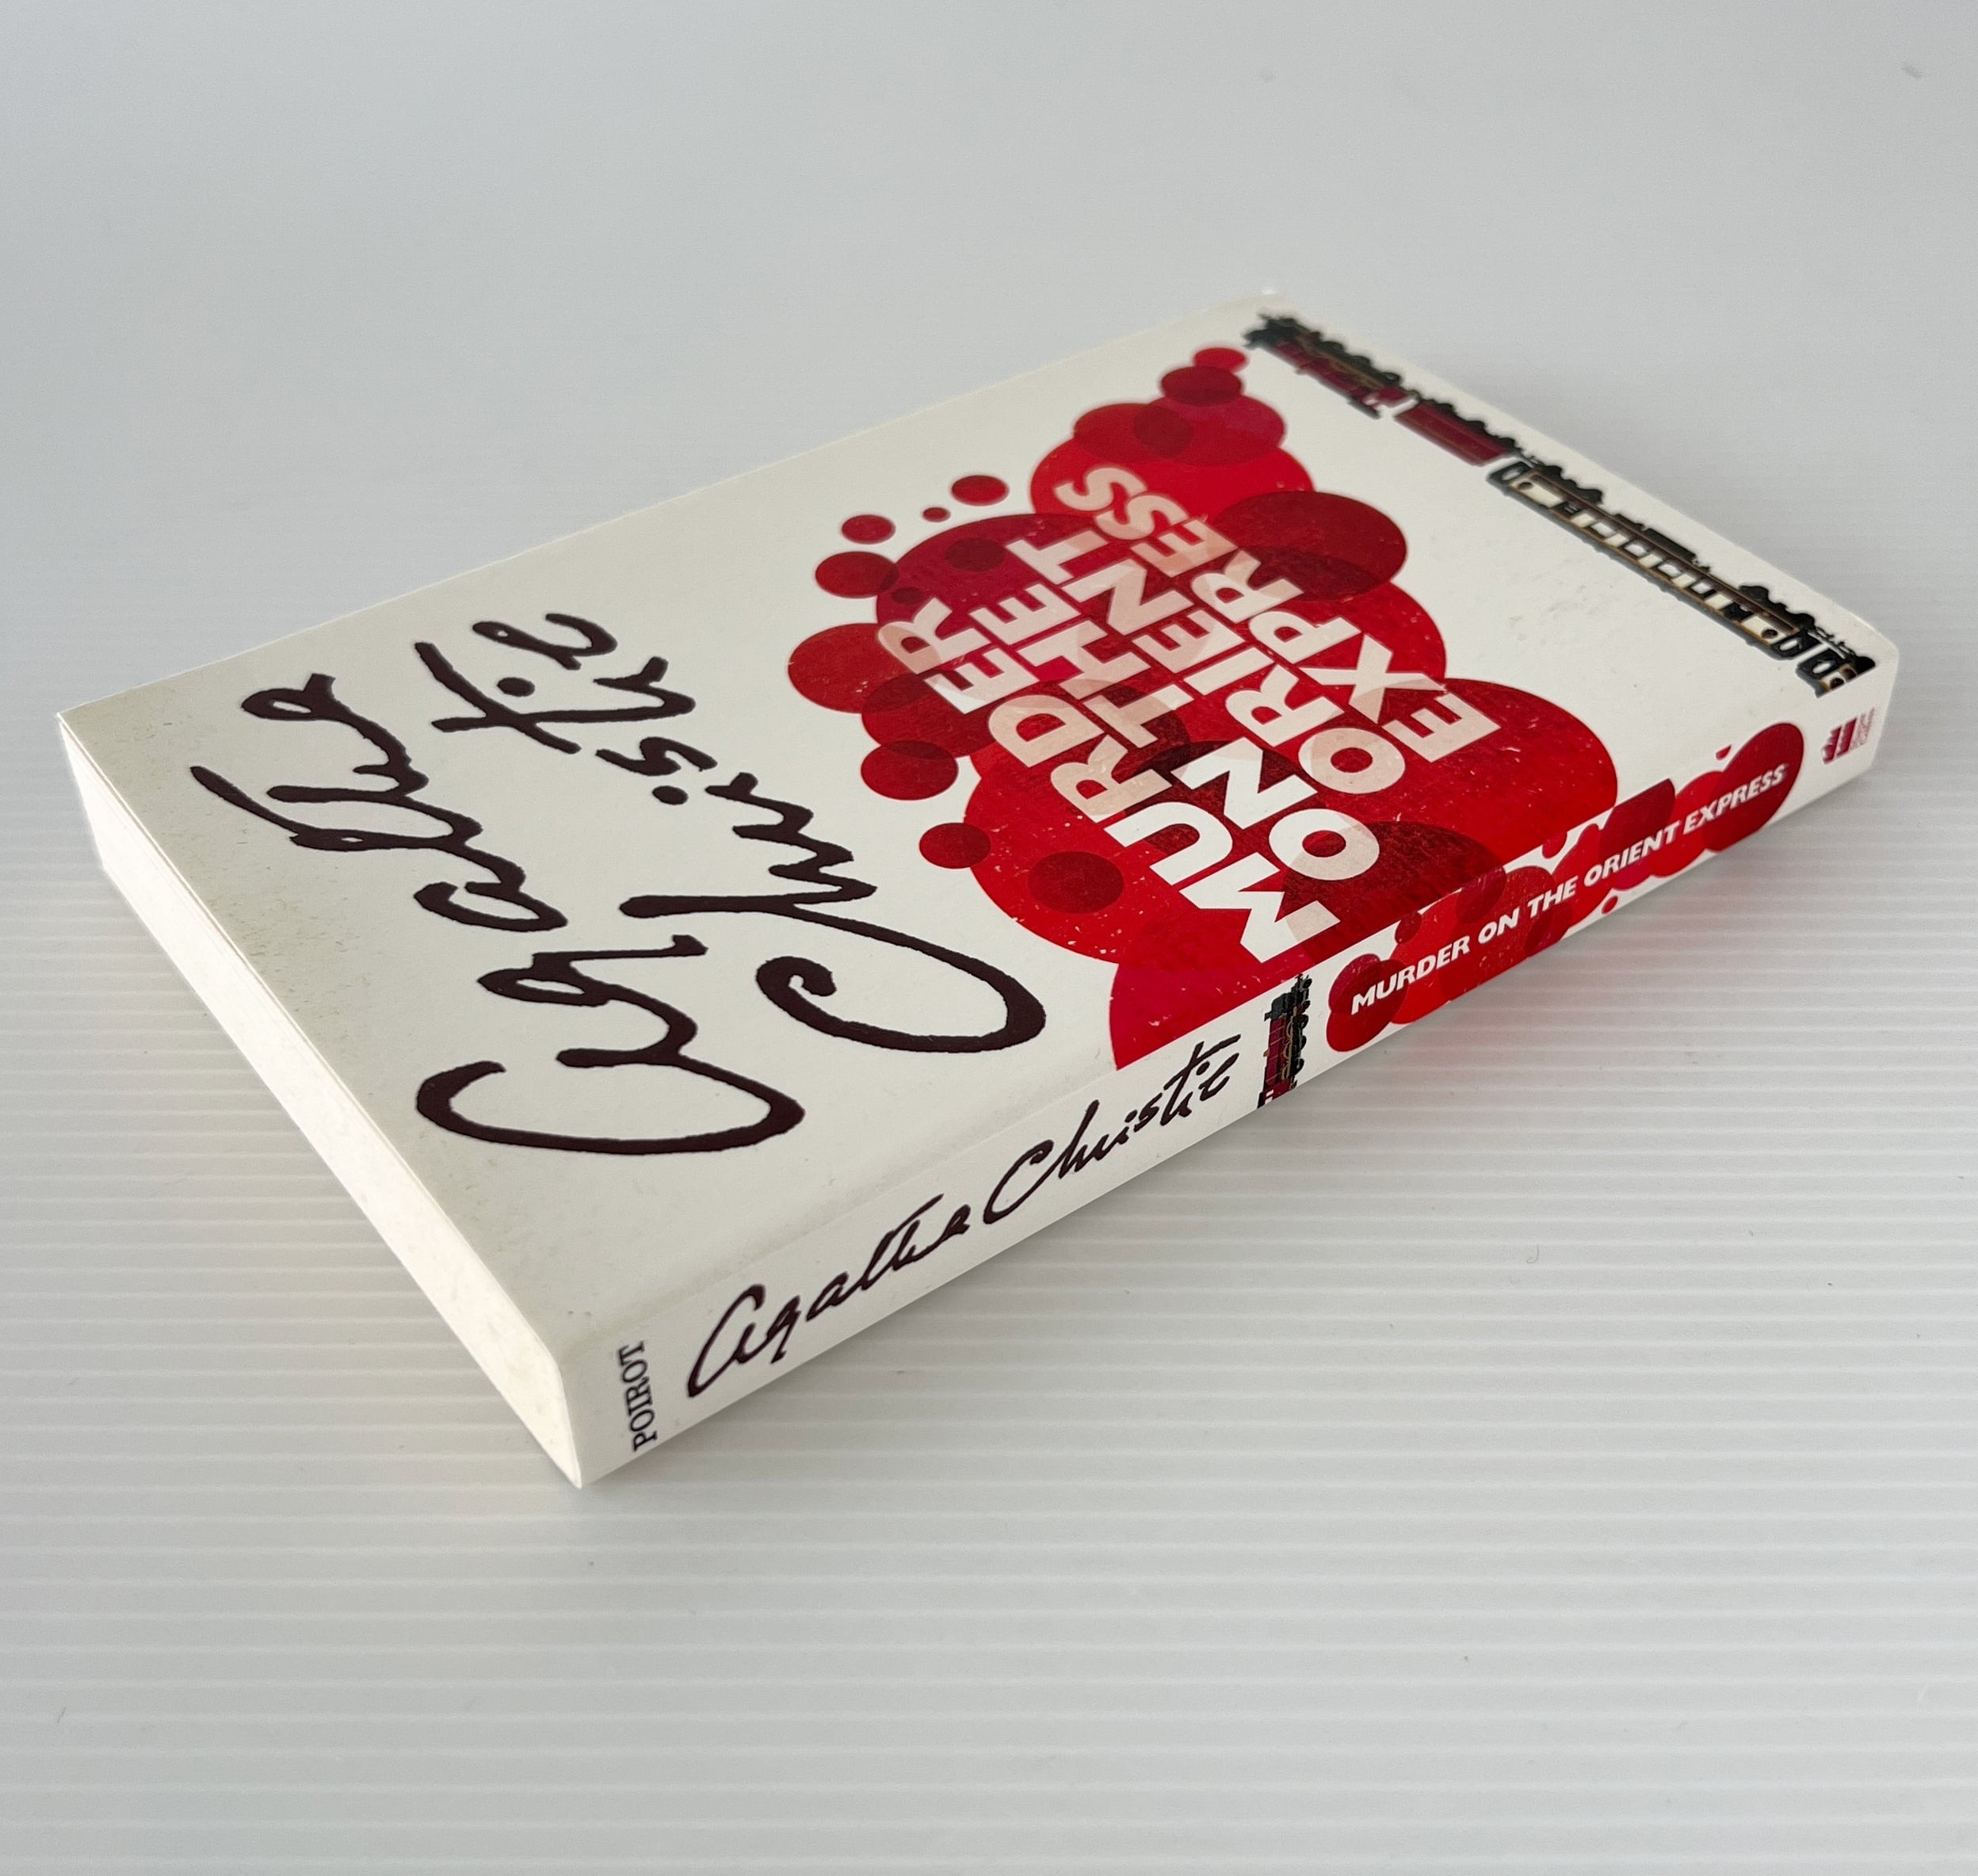 Agatha
Christie
MURDER
ON THE
ORIENT
EXPRESS
POIROT
Agatha Christie
MURDER ON THE ORIENT EXPRESS